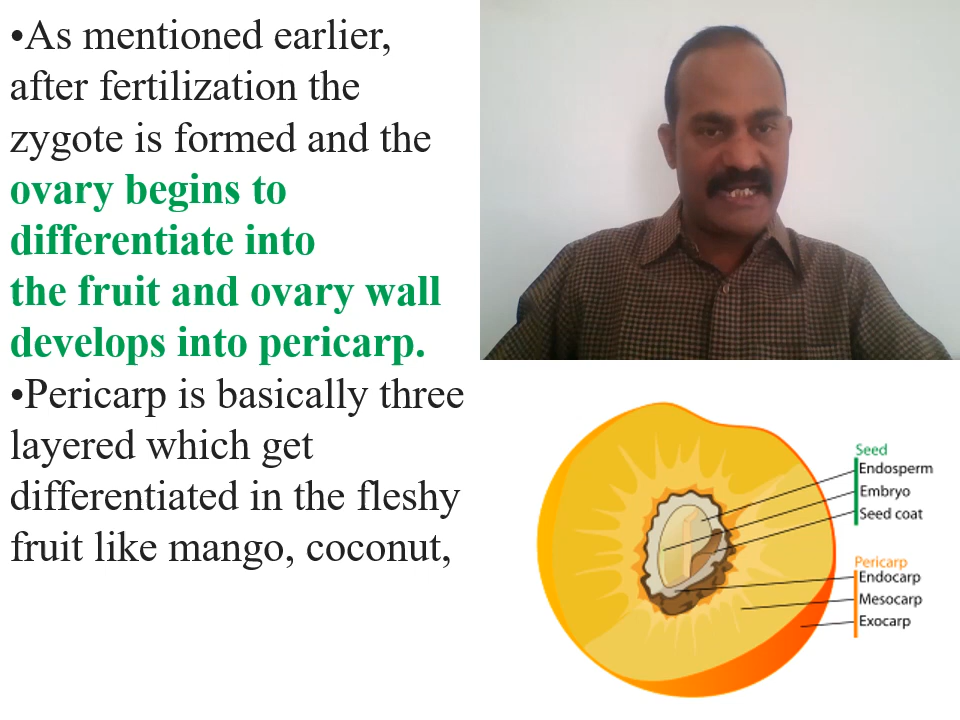 •As mentioned earlier,
after fertilization the
zygote is formed and the
ovary begins to
differentiate into
the fruit and ovary wall
develops into pericarp.
•Pericarp is basically three
layered which get
differentiated in the fleshy
fruit like mango, coconut,
Seed
Endosperm
Embryo
Seed coat
Pericarp
Endocarp
Mesocarp
Exocarp